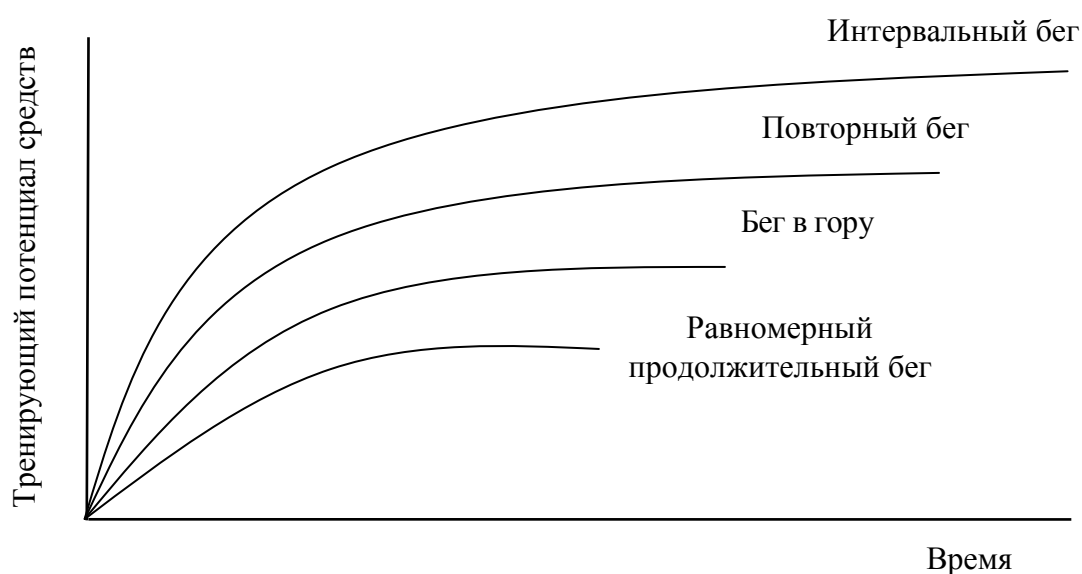 Интервальный бег
Повторный бег
Бег в гору
Равномерный
продолжительный бег
Тренирующий потенциал средств
Время